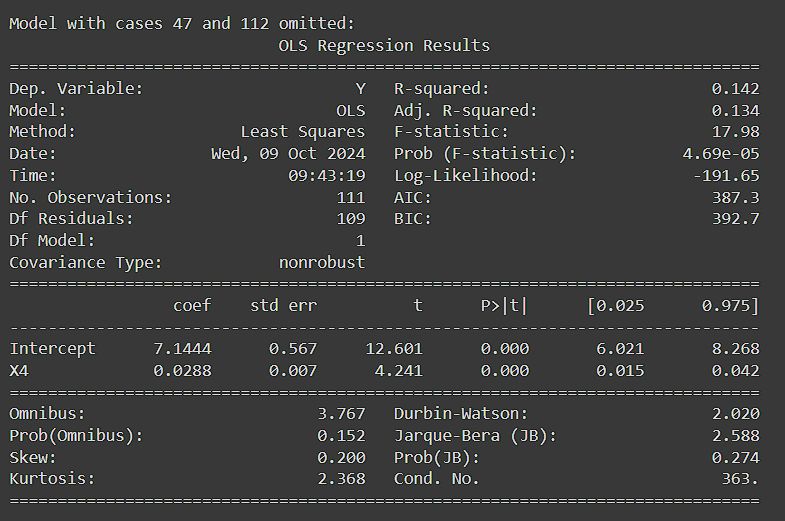 Model with cases 47 and 112 omitted:
OLS Regression Results
==============================================================================
Dep. Variable: Y R-squared: 0.142
Model: OLS Adj. R-squared: 0.134
Method: Least Squares F-statistic: 17.98
Date: Wed, 09 Oct 2024 Prob (F-statistic): 4.69e-05
Time: 09:43:19 Log-Likelihood: -191.65
No. Observations: 111 AIC: 387.3
Df Residuals: 109 BIC: 392.7
Df Model: 1
Covariance Type: nonrobust
==============================================================================
coef std err t P>|t| [0.025 0.975]
------------------------------------------------------------------------------
Intercept 7.1444 0.567 12.601 0.000 6.021 8.268
X4 0.0288 0.007 4.241 0.000 0.015 0.042
==============================================================================
Omnibus: 3.767 Durbin-Watson: 2.020
Prob(Omnibus): 0.152 Jarque-Bera (JB): 2.588
Skew: 0.200 Prob(JB): 0.274
Kurtosis: 2.368 Cond. No. 363.
==============================================================================